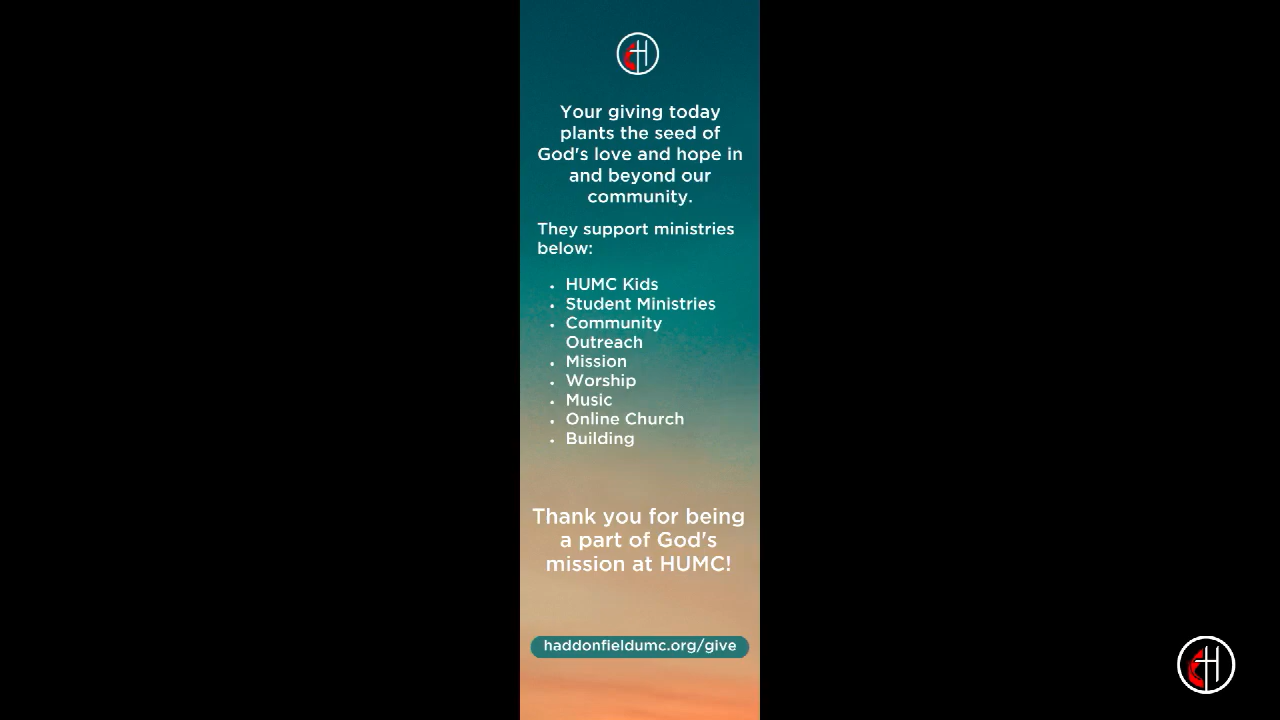 Your giving today
plants the seed of
God's love and hope in
and beyond our
community.
They support ministries
below:
• HUMC Kids
• Student Ministries
• Community
Outreach
• Mission
• Worship
• Music
• Online Church
• Building
Thank you for being
a part of God's
mission at HUMC!
haddonfieldumc.org/give